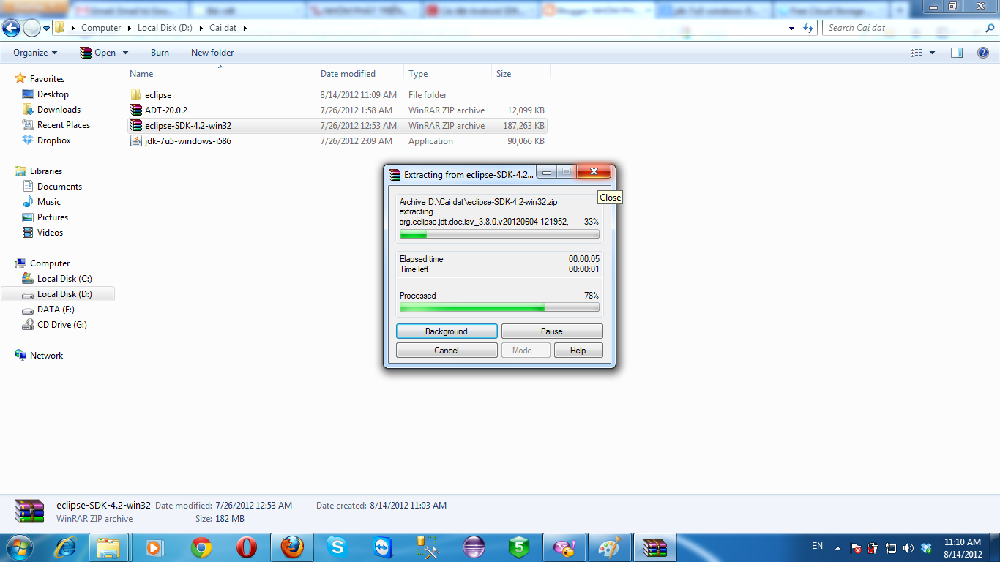 Computer Local Disk (D:) Cai dat
Search Cai dat
Organize Open Burn New folder
Name Date modified Type Size
eclipse 8/14/2012 11:09 AM File folder
ADT-20.0.2 7/26/2012 1:58 AM WinRAR ZIP archive 12,099 KB
eclipse-SDK-4.2-win32 7/26/2012 12:53 AM WinRAR ZIP archive 187,263 KB
jdk-7u5-windows-i586 7/26/2012 2:09 AM Application 90,066 KB
Favorites
Desktop
Downloads
Recent Places
Dropbox
Libraries
Documents
Music
Pictures
Videos
Computer
Local Disk (C:)
Local Disk (D:)
DATA (E:)
CD Drive (G:)
Network
Extracting from eclipse-SDK-4.2...
Close
Archive D:\Cai dat\eclipse-SDK-4.2-win32.zip
extracting
org.eclipse.jdt.doc.isv_3.8.0.v20120604-121952. 33%
Elapsed time 00:00:05
Time left 00:00:01
Processed 78%
Background Pause
Cancel Mode... Help
eclipse-SDK-4.2-win32 Date modified: 7/26/2012 12:53 AM Date created: 8/14/2012 11:03 AM
WinRAR ZIP archive Size: 182 MB
EN 11:10 AM
8/14/2012